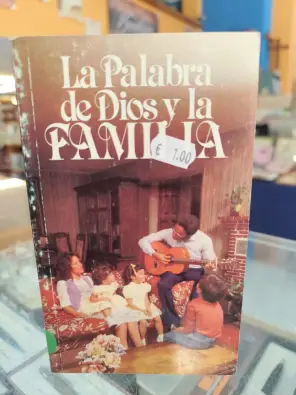 La Palabra
de Dios y la
FAMILIA
€ 1.00